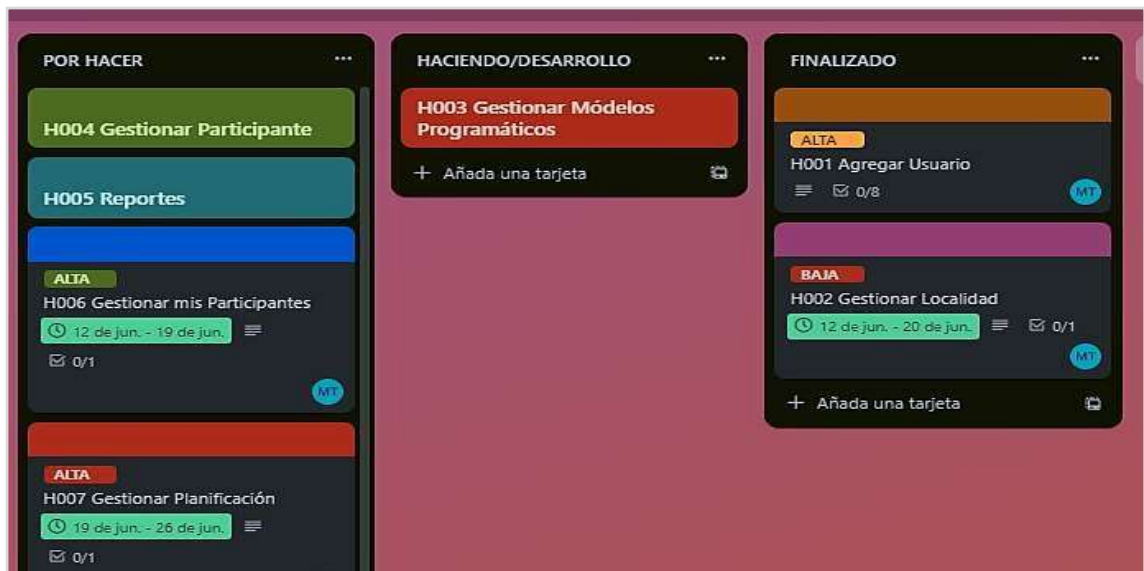 POR HACER
H004 Gestionar Participante
H005 Reportes
ALTA
H006 Gestionar mis Participantes
12 de jun. - 19 de jun.
0/1
MT
ALTA
H007 Gestionar Planificación
19 de jun. - 26 de jun.
0/1
HACIENDO/DESARROLLO
H003 Gestionar Módelos
Programáticos
+ Añada una tarjeta
FINALIZADO
ALTA
H001 Agregar Usuario
0/8
MT
BAJA
H002 Gestionar Localidad
12 de jun. - 20 de jun. 0/1
MT
+ Añada una tarjeta